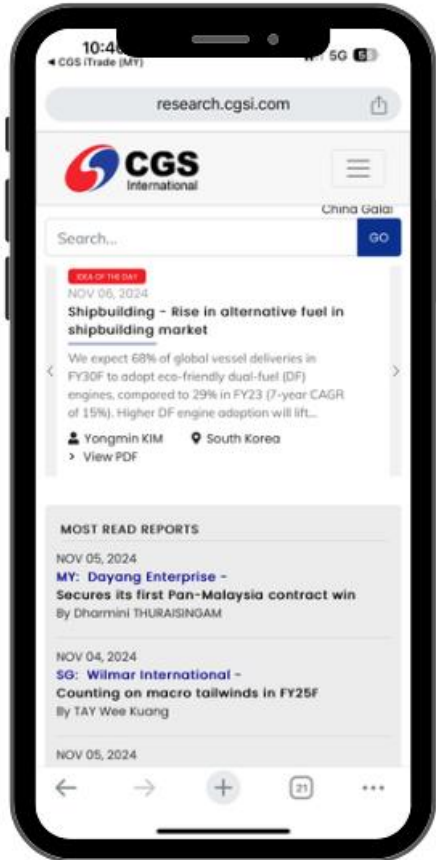 10:4
CGS iTrade (MY)
5G
research.cgsi.com
CGS
International
China Galax
Search...
GO
IDEA OF THE DAY
NOV 06, 2024
Shipbuilding - Rise in alternative fuel in
shipbuilding market
We expect 68% of global vessel deliveries in
FY30F to adopt eco-friendly dual-fuel (DF)
engines, compared to 29% in FY23 (7-year CAGR
of 15%). Higher DF engine adoption will lift...
Yongmin KIM South Korea
> View PDF
MOST READ REPORTS
NOV 05, 2024
MY: Dayang Enterprise -
Secures its first Pan-Malaysia contract win
By Dharmini THURAISINGAM
NOV 04, 2024
SG: Wilmar International -
Counting on macro tailwinds in FY25F
By TAY Wee Kuang
NOV 05, 2024
21